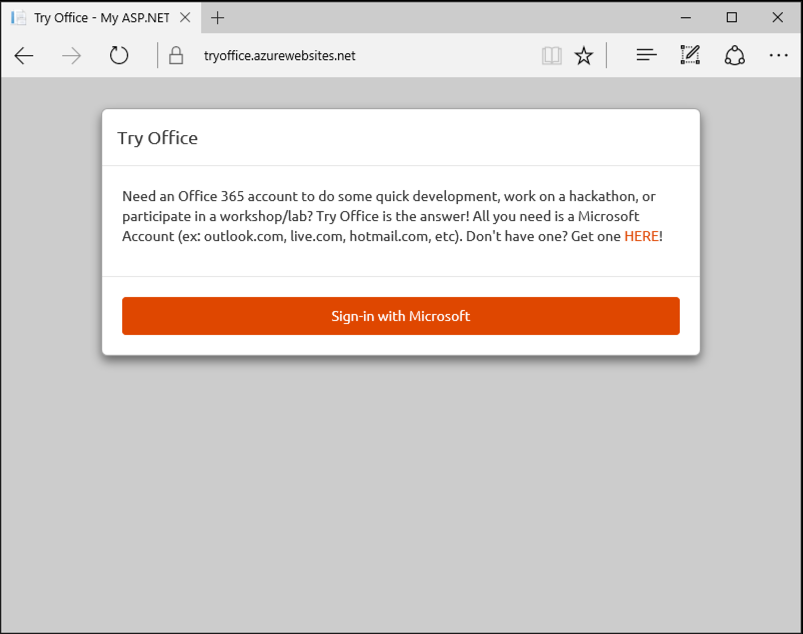 Try Office - My ASP.NET
tryoffice.azurewebsites.net
Try Office
Need an Office 365 account to do some quick development, work on a hackathon, or
participate in a workshop/lab? Try Office is the answer! All you need is a Microsoft
Account (ex: outlook.com, live.com, hotmail.com, etc). Don't have one? Get one HERE!
Sign-in with Microsoft